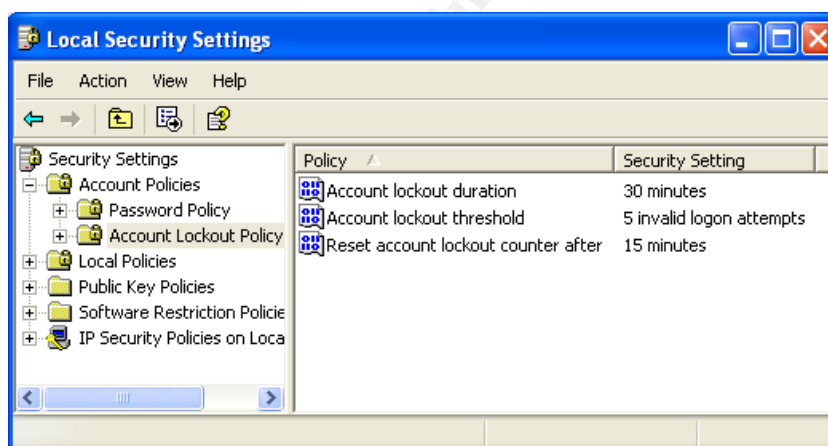 Local Security Settings
File Action View Help
Security Settings
Account Policies
Password Policy
Account Lockout Policy
Local Policies
Public Key Policies
Software Restriction Policie
IP Security Policies on Loca
Policy Security Setting
Account lockout duration 30 minutes
Account lockout threshold 5 invalid logon attempts
Reset account lockout counter after 15 minutes